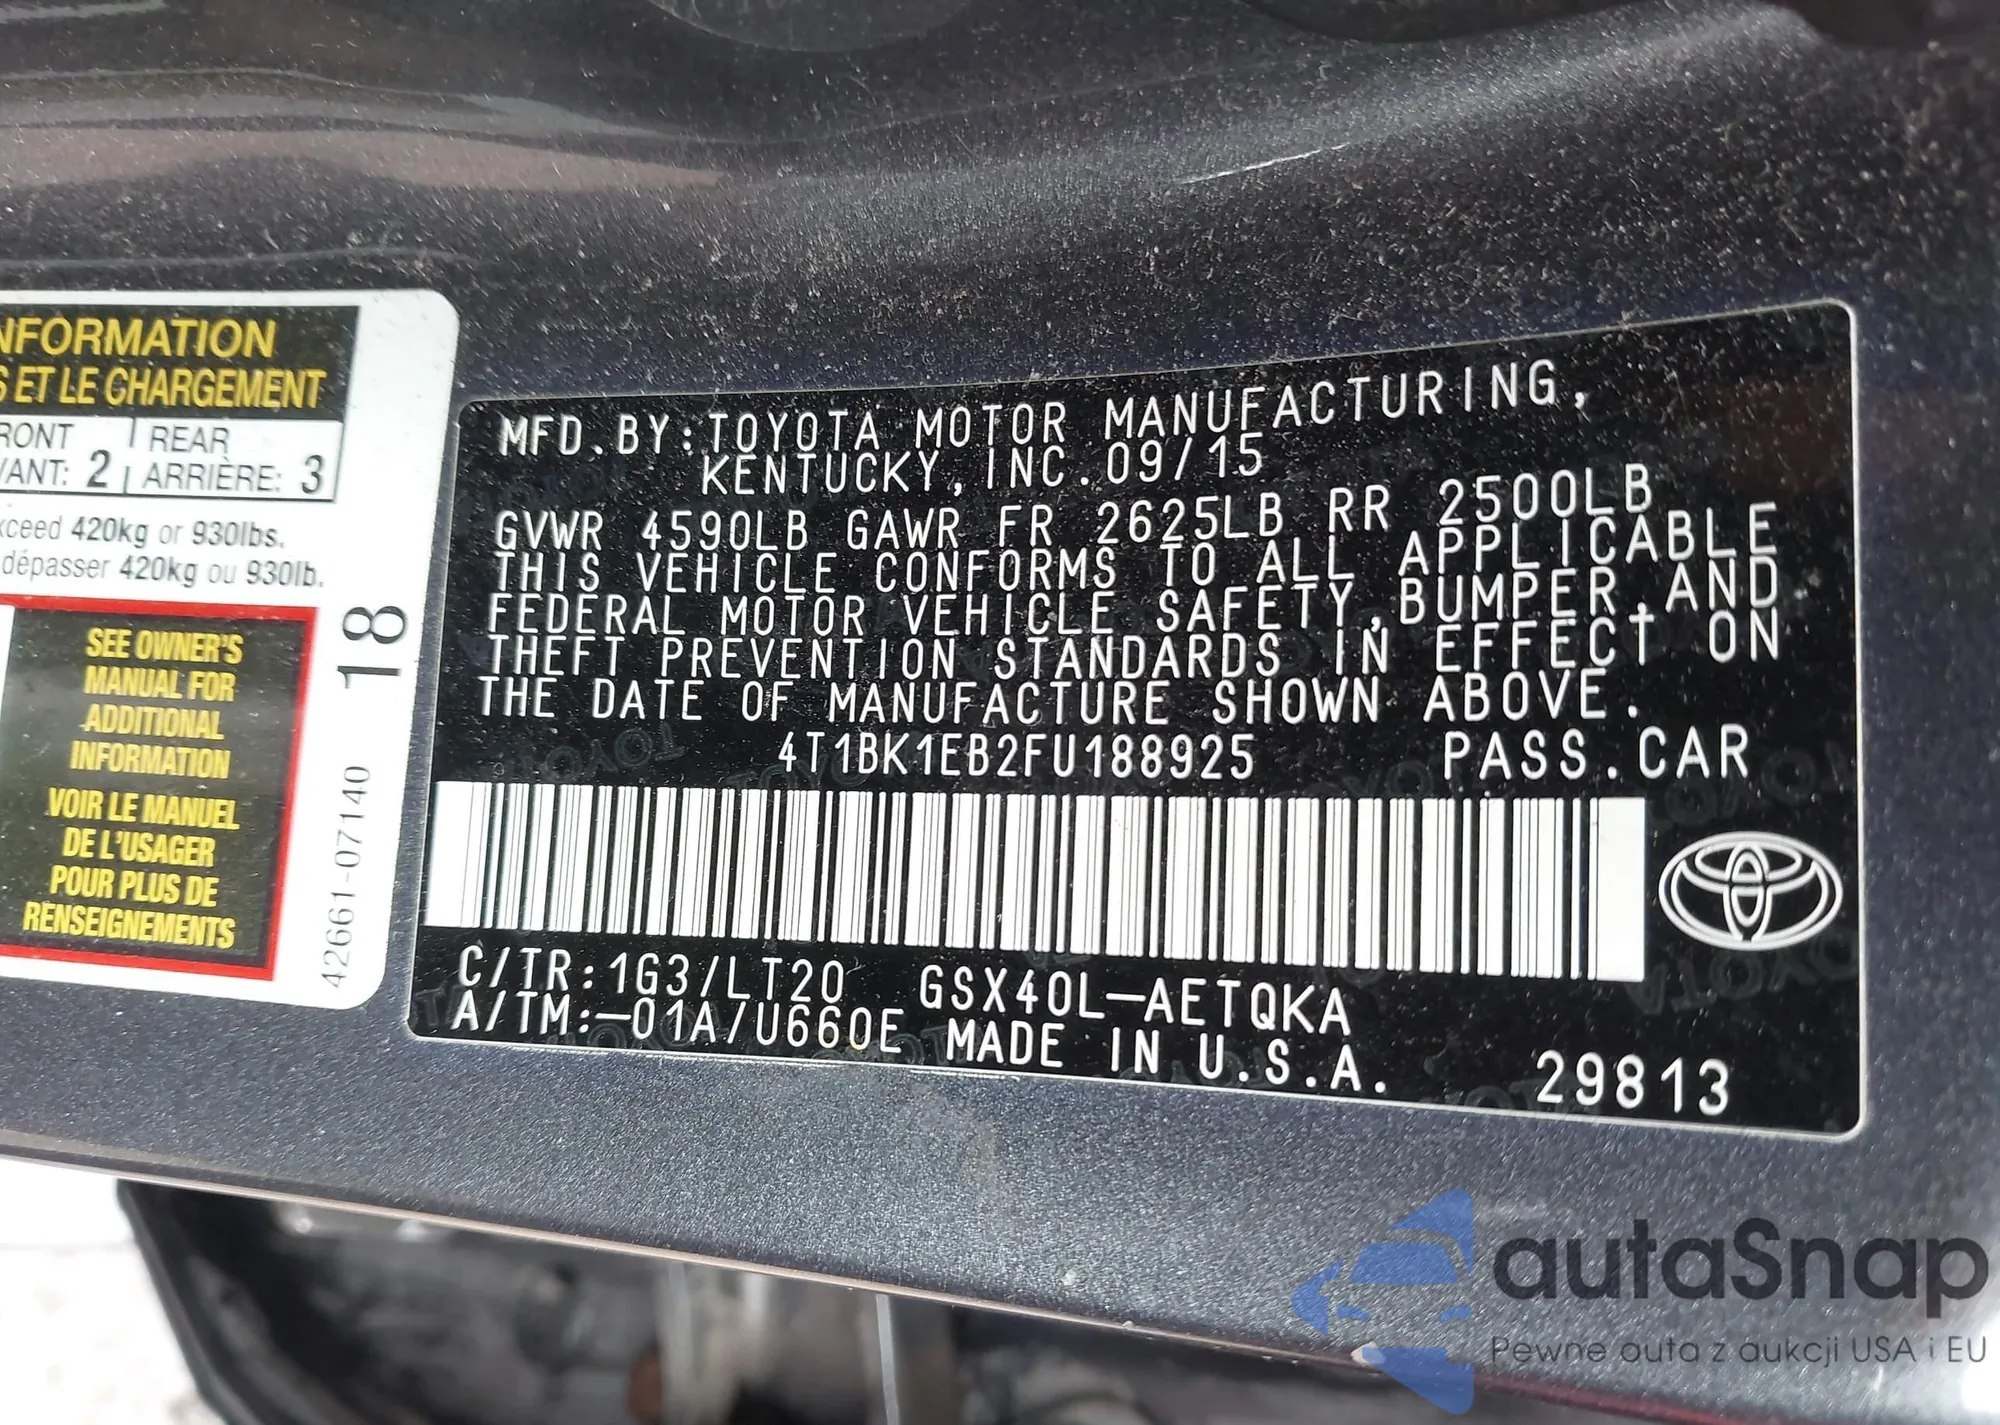 NFORMATION
S ET LE CHARGEMENT
RONT 2 REAR 3
VANT: ARRIÈRE:
xceed 420kg or 930lbs.
dépasser 420kg ou 930lb.
SEE OWNER'S
MANUAL FOR
ADDITIONAL
INFORMATION
VOIR LE MANUEL
DE L'USAGER
POUR PLUS DE
RENSEIGNEMENTS
42661-07140 18
MFD.BY:TOYOTA MOTOR MANUFACTURING,
KENTUCKY, INC. 09/15
GVWR 4590LB GAWR FR 2625LB RR 2500LB
THIS VEHICLE CONFORMS TO ALL APPLICABLE
FEDERAL MOTOR VEHICLE SAFETY,BUMPER,AND
THEFT PREVENTION STANDARDS IN EFFECT ON
THE DATE OF MANUFACTURE SHOWN ABOVE.
4T1BK1EB2FU188925 PASS.CAR
C/TR:1G3/LT20 GSX40L-AETQKA
A/TM:-01A/U660E MADE IN U.S.A. 29813
autaSnap
Pewne auta z aukcji USA i EU